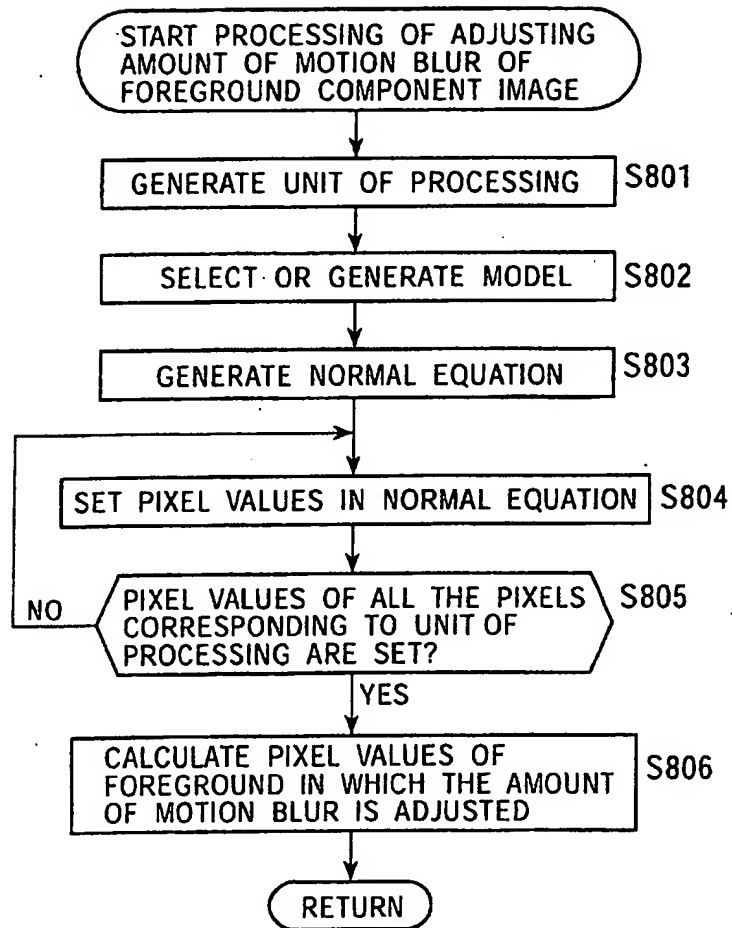 START PROCESSING OF ADJUSTING
AMOUNT OF MOTION BLUR OF
FOREGROUND COMPONENT IMAGE
GENERATE UNIT OF PROCESSING
S801
SELECT OR GENERATE MODEL
S802
GENERATE NORMAL EQUATION
S803
SET PIXEL VALUES IN NORMAL EQUATION
S804
PIXEL VALUES OF ALL THE PIXELS
CORRESPONDING TO UNIT OF
PROCESSING ARE SET?
S805
NO
YES
CALCULATE PIXEL VALUES OF
FOREGROUND IN WHICH THE AMOUNT
OF MOTION BLUR IS ADJUSTED
S806
RETURN